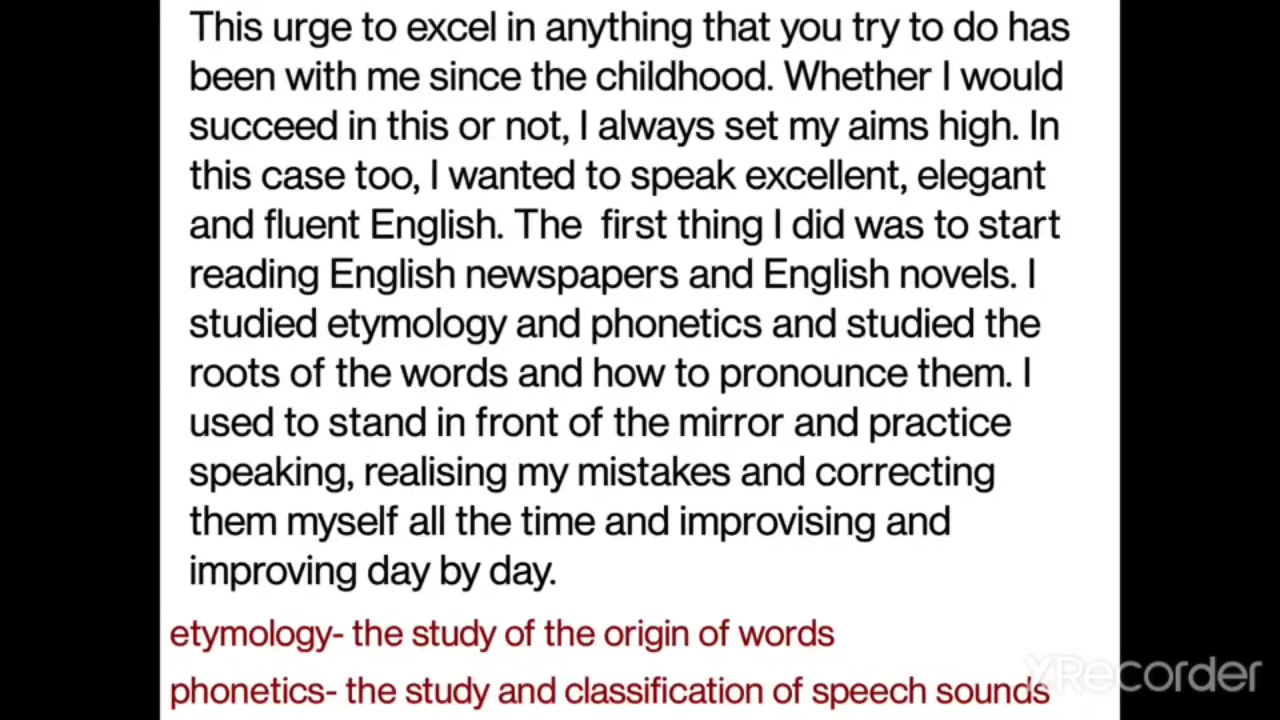 This urge to excel in anything that you try to do has
been with me since the childhood. Whether I would
succeed in this or not, I always set my aims high. In
this case too, I wanted to speak excellent, elegant
and fluent English. The  first thing I did was to start
reading English newspapers and English novels. I
studied etymology and phonetics and studied the
roots of the words and how to pronounce them. I
used to stand in front of the mirror and practice
speaking, realising my mistakes and correcting
them myself all the time and improvising and
improving day by day.
etymology- the study of the origin of words
phonetics- the study and classification of speech sounds
XRecorder